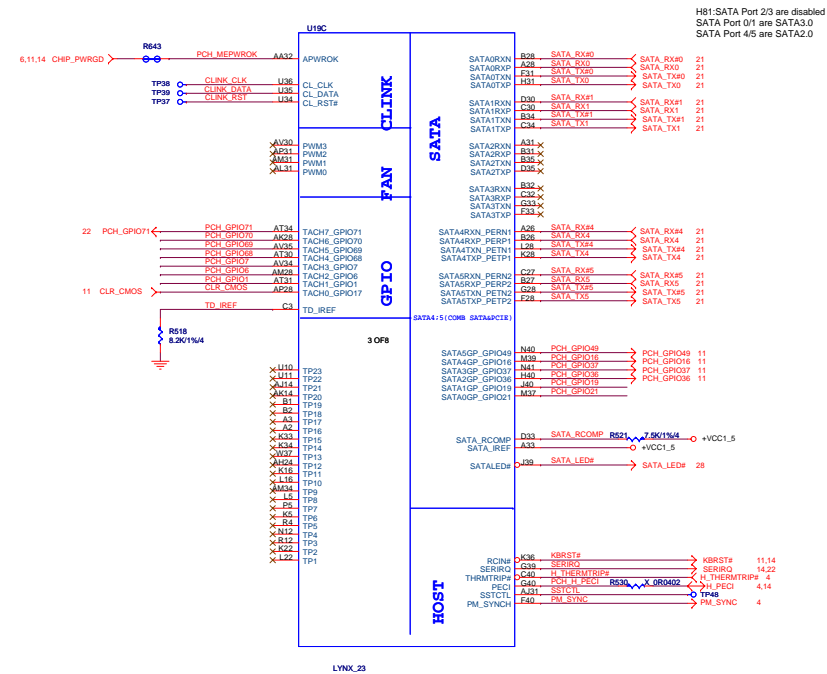 H81:SATA Port 2/3 are disabled
SATA Port 0/1 are SATA3.0
SATA Port 4/5 are SATA2.0
U19C
R643
6,11,14 CHIP_PWRGD PCH_MEPWROK AA32 APWROK
TP38 CLINK_CLK U36 CL_CLK
TP39 CLINK_DATA U35 CL_DATA
TP37 CLINK_RST U34 CL_RST#
CLINK
AV30 PWM3
AP31 PWM2
AM31 PWM1
AL31 PWM0
FAN
22 PCH_GPIO71 PCH_GPIO71 AT34 TACH7_GPIO71
PCH_GPIO70 AK28 TACH6_GPIO70
PCH_GPIO69 AV35 TACH5_GPIO69
PCH_GPIO68 AT30 TACH4_GPIO68
PCH_GPIO7 AV34 TACH3_GPIO7
PCH_GPIO6 AM28 TACH2_GPIO6
PCH_GPIO1 AT31 TACH1_GPIO1
11 CLR_CMOS CLR_CMOS AP28 TACH0_GPIO17
GPIO
TD_IREF C3 TD_IREF
R518
8.2K/1%/4
3 OF8
U10 TP23
U11 TP22
AJ14 TP21
AK14 TP20
B1 TP19
B2 TP18
A3 TP17
A2 TP16
K33 TP15
K34 TP14
W37 TP13
AH24 TP12
K16 TP11
L16 TP10
AM34 TP9
L5 TP8
P5 TP7
K5 TP6
R4 TP5
N12 TP4
R12 TP3
K22 TP2
L22 TP1
SATA
SATA0RXN B28 SATA_RX#0 SATA_RX#0 21
SATA0RXP A28 SATA_RX0 SATA_RX0 21
SATA0TXN F31 SATA_TX#0 SATA_TX#0 21
SATA0TXP H31 SATA_TX0 SATA_TX0 21
SATA1RXN D30 SATA_RX#1 SATA_RX#1 21
SATA1RXP C30 SATA_RX1 SATA_RX1 21
SATA1TXN B34 SATA_TX#1 SATA_TX#1 21
SATA1TXP C34 SATA_TX1 SATA_TX1 21
SATA2RXN A31
SATA2RXP B31
SATA2TXN B35
SATA2TXP D35
SATA3RXN B32
SATA3RXP C32
SATA3TXN G33
SATA3TXP F33
SATA4RXN_PERN1 A26 SATA_RX#4 SATA_RX#4 21
SATA4RXP_PERP1 B26 SATA_RX4 SATA_RX4 21
SATA4TXN_PETN1 L28 SATA_TX#4 SATA_TX#4 21
SATA4TXP_PETP1 K28 SATA_TX4 SATA_TX4 21
SATA5RXN_PERN2 C27 SATA_RX#5 SATA_RX#5 21
SATA5RXP_PERP2 B27 SATA_RX5 SATA_RX5 21
SATA5TXN_PETN2 G28 SATA_TX#5 SATA_TX#5 21
SATA5TXP_PETP2 F28 SATA_TX5 SATA_TX5 21
SATA4:5(COMB SATA&PCIE)
SATA5GP_GPIO49 N40 PCH_GPIO49 PCH_GPIO49 11
SATA4GP_GPIO16 M39 PCH_GPIO16 PCH_GPIO16 11
SATA3GP_GPIO37 N41 PCH_GPIO37 PCH_GPIO37 11
SATA2GP_GPIO36 H40 PCH_GPIO36 PCH_GPIO36 11
SATA1GP_GPIO19 J40 PCH_GPIO19
SATA0GP_GPIO21 M37 PCH_GPIO21
SATA_RCOMP D33 SATA_RCOMP R521 7.5K/1%/4 +VCC1_5
SATA_IREF A33 +VCC1_5
SATALED# J39 SATA_LED# SATA_LED# 28
HOST
RCIN# K36 KBRST# KBRST# 11,14
SERIRQ G39 SERIRQ SERIRQ 14,22
THRMTRIP# C40 H_THERMTRIP# H_THERMTRIP# 4
PECI G40 PCH_H_PECI R530 X_0R0402 H_PECI 4,14
SSTCTL AJ31 SSTCTL TP48
PM_SYNCH F40 PM_SYNC PM_SYNC 4
LYNX_23